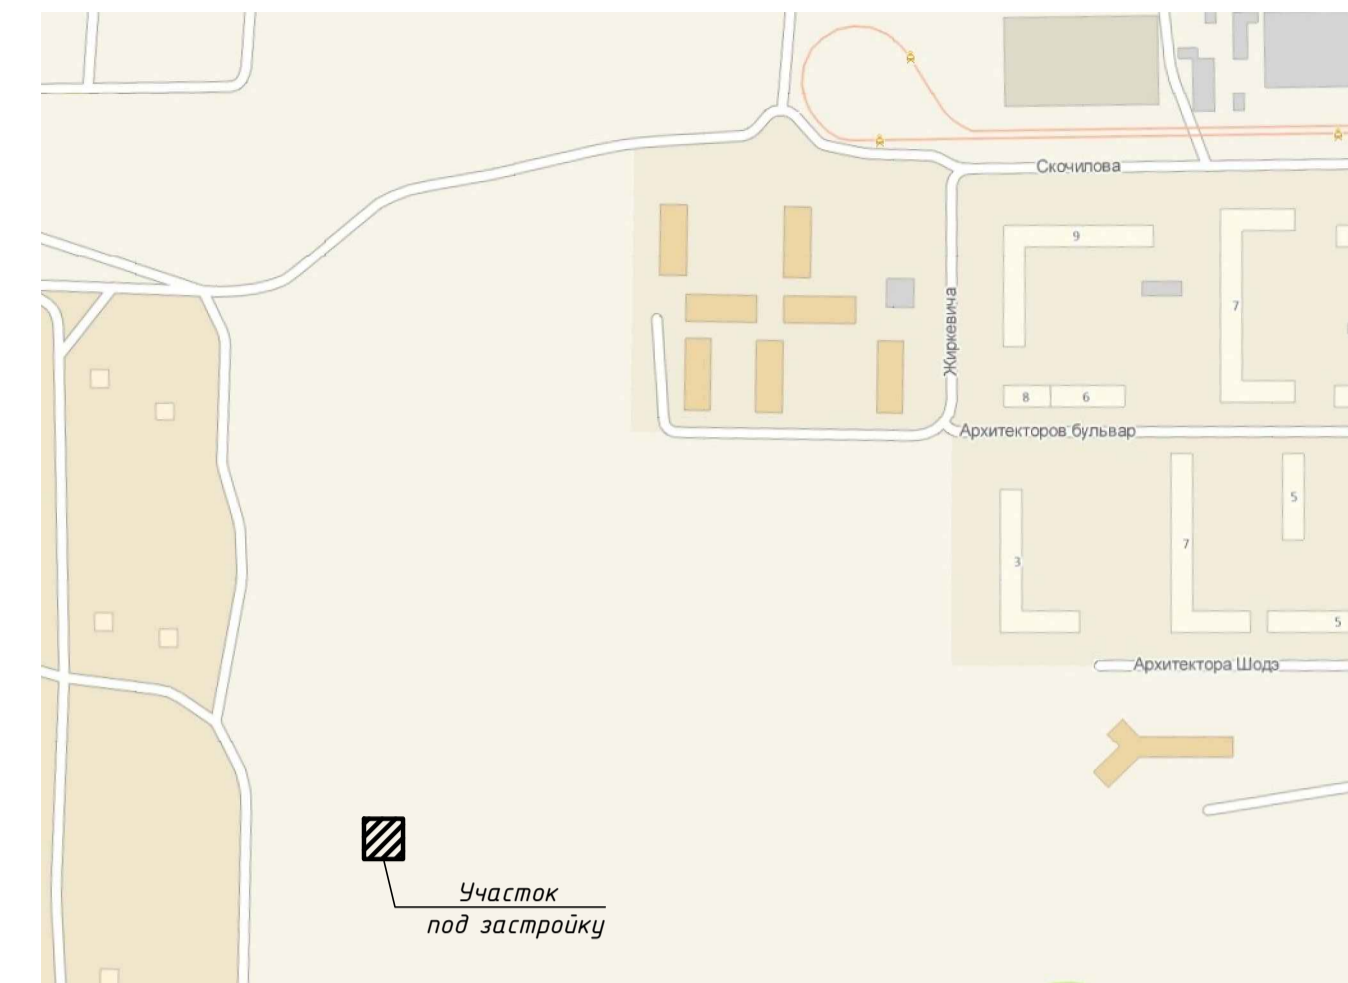 Скочилова
9
7
Жиркевича
8
6
Архитекторов бульвар
5
7
3
5
Архитектора Шодэ
Участок
под застройку